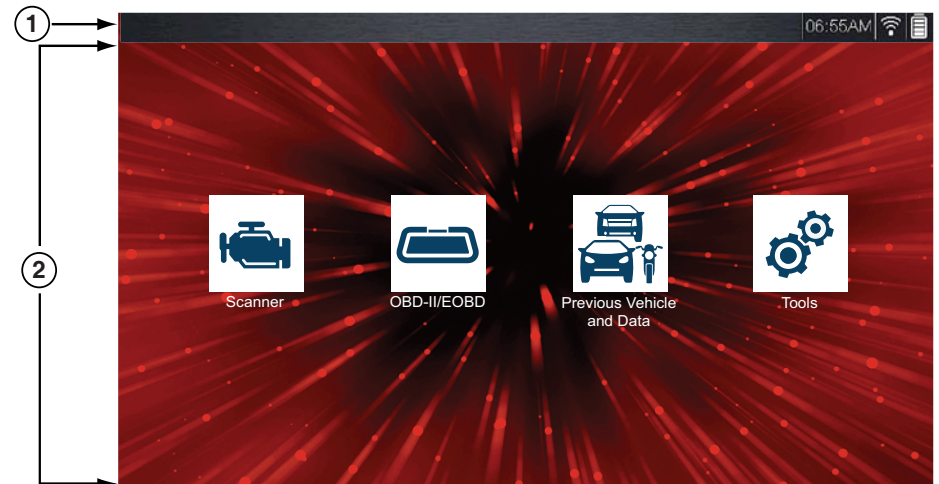 1
06:55AM
2
Scanner
OBD-II/EOBD
Previous Vehicle
and Data
Tools